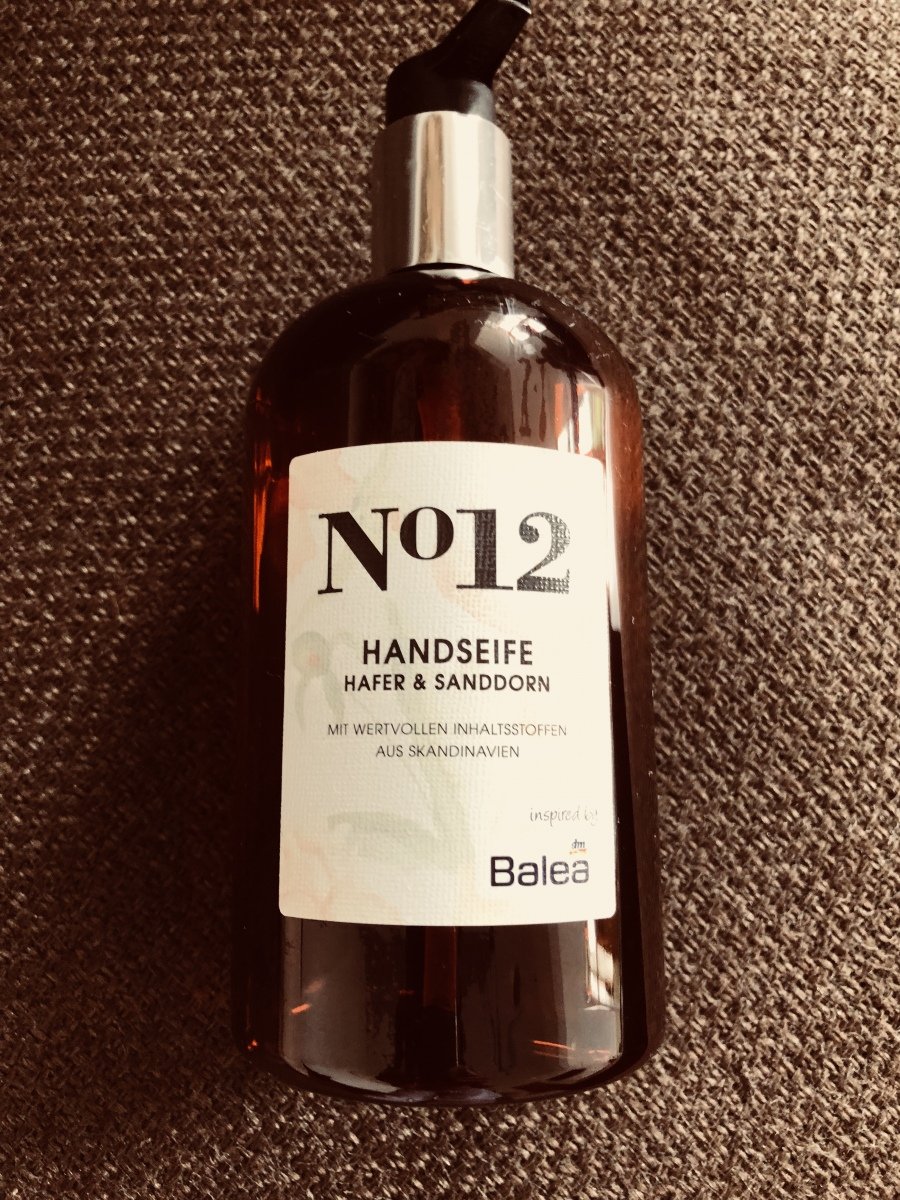 No12
HANDSEIFE
HAFER & SANDDORN
MIT WERTVOLLEN INHALTSSTOFFEN
AUS SKANDINAVIEN
inspired by
dm
Balea